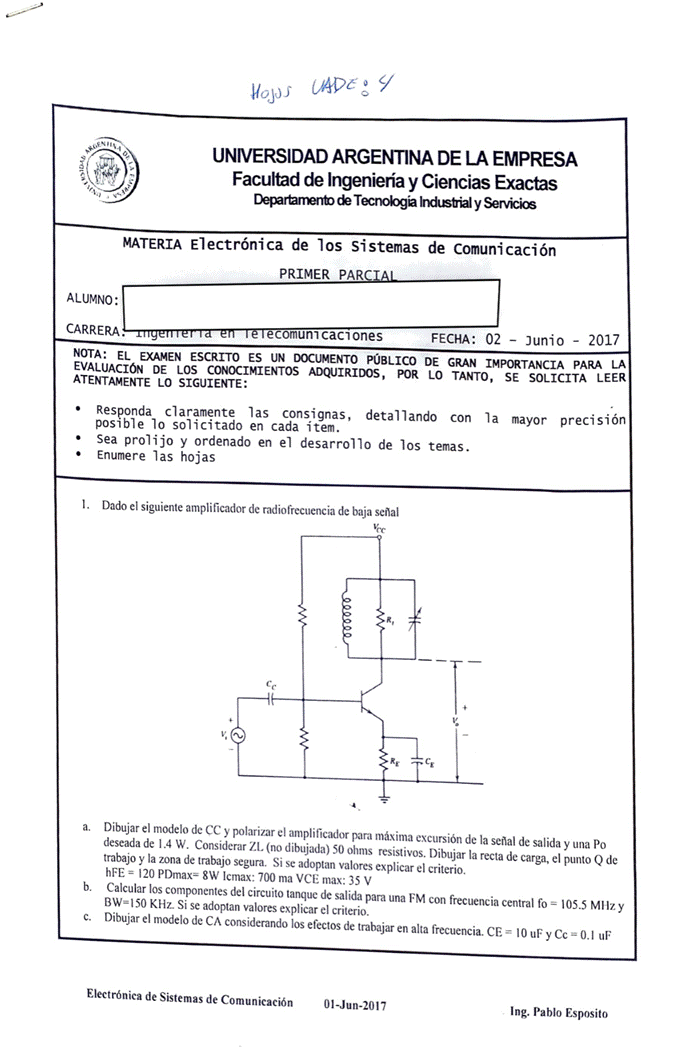 Hojas UADE: 4
UNIVERSIDAD ARGENTINA DE LA EMPRESA
Facultad de Ingeniería y Ciencias Exactas
Departamento de Tecnología Industrial y Servicios
MATERIA Electrónica de los Sistemas de Comunicación
PRIMER PARCIAL
ALUMNO:
CARRERA: Ingeniería en Telecomunicaciones FECHA: 02 - Junio - 2017
NOTA: EL EXAMEN ESCRITO ES UN DOCUMENTO PÚBLICO DE GRAN IMPORTANCIA PARA LA
EVALUACIÓN DE LOS CONOCIMIENTOS ADQUIRIDOS, POR LO TANTO, SE SOLICITA LEER
ATENTAMENTE LO SIGUIENTE:
• Responda claramente las consignas, detallando con la mayor precisión
posible lo solicitado en cada ítem.
• Sea prolijo y ordenado en el desarrollo de los temas.
• Enumere las hojas
1. Dado el siguiente amplificador de radiofrecuencia de baja señal
VCC
R1
CC
+
Vi
−
RE
CE
+
Vo
−
a. Dibujar el modelo de CC y polarizar el amplificador para máxima excursión de la señal de salida y una Po
deseada de 1.4 W. Considerar ZL (no dibujada) 50 ohms resistivos. Dibujar la recta de carga, el punto Q de
trabajo y la zona de trabajo segura. Si se adoptan valores explicar el criterio.
hFE = 120 PDmax= 8W Icmax: 700 ma VCE max: 35 V
b. Calcular los componentes del circuito tanque de salida para una FM con frecuencia central fo = 105.5 MHz y
BW=150 KHz. Si se adoptan valores explicar el criterio.
c. Dibujar el modelo de CA considerando los efectos de trabajar en alta frecuencia. CE = 10 uF y Cc = 0.1 uF
Electrónica de Sistemas de Comunicación 01-Jun-2017 Ing. Pablo Esposito